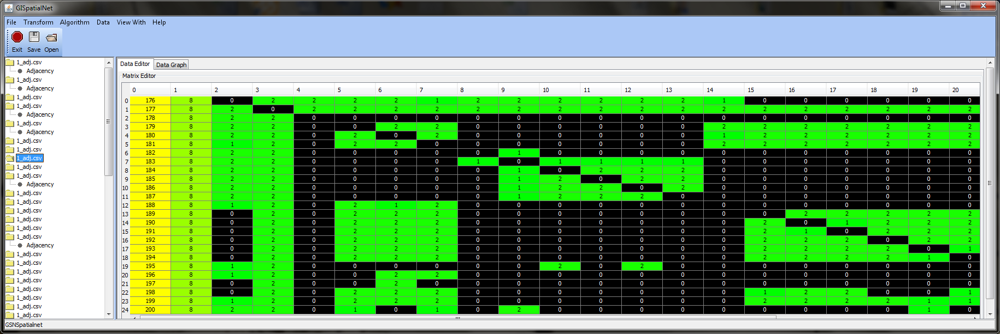 GISpatialNet
File Transform Algorithm Data View With Help
Exit Save Open
1_adj.csv
Adjacency
1_adj.csv
Adjacency
1_adj.csv
1_adj.csv
Adjacency
1_adj.csv
Adjacency
1_adj.csv
1_adj.csv
1_adj.csv
1_adj.csv
1_adj.csv
Adjacency
1_adj.csv
1_adj.csv
1_adj.csv
1_adj.csv
1_adj.csv
1_adj.csv
Adjacency
1_adj.csv
1_adj.csv
1_adj.csv
1_adj.csv
1_adj.csv
1_adj.csv
1_adj.csv
1_adj.csv
Data Editor Data Graph
Matrix Editor
0 1 2 3 4 5 6 7 8 9 10 11 12 13 14 15 16 17 18 19 20
0 176 8 0 2 2 2 2 1 2 2 2 2 2 2 1 0 0 0 0 0 0
1 177 8 2 0 2 2 2 2 2 2 2 2 2 2 2 2 2 2 2 2 2
2 178 8 2 2 0 0 0 0 0 0 0 0 0 0 0 0 0 0 0 0 0
3 179 8 2 2 0 0 2 2 0 0 0 0 0 0 2 2 2 2 2 2 2
4 180 8 2 2 0 2 0 2 0 0 0 0 0 0 1 2 2 2 2 2 2
5 181 8 1 2 0 2 2 0 0 0 0 0 0 0 2 2 2 2 2 2 2
6 182 8 2 2 0 0 0 0 0 1 0 0 0 0 0 0 0 0 0 0 0
7 183 8 2 2 0 0 0 0 1 0 1 1 1 1 0 0 0 0 0 0 0
8 184 8 2 2 0 0 0 0 0 1 0 2 2 2 0 0 0 0 0 0 0
9 185 8 2 2 0 0 0 0 0 1 2 0 2 2 0 0 0 0 0 0 0
10 186 8 2 2 0 0 0 0 0 1 2 2 0 2 0 0 0 0 0 0 0
11 187 8 2 2 0 0 0 0 0 1 2 2 2 0 0 0 0 0 0 0 0
12 188 8 1 2 0 2 1 2 0 0 0 0 0 0 0 0 0 0 0 0 0
13 189 8 0 2 0 2 2 2 0 0 0 0 0 0 0 0 2 2 2 2 2
14 190 8 0 2 0 2 2 2 0 0 0 0 0 0 0 2 0 1 2 2 2
15 191 8 0 2 0 2 2 2 0 0 0 0 0 0 0 2 1 0 2 2 2
16 192 8 0 2 0 2 2 2 0 0 0 0 0 0 0 2 2 2 0 2 2
17 193 8 0 2 0 2 2 2 0 0 0 0 0 0 0 2 2 2 2 0 1
18 194 8 0 2 0 2 2 2 0 0 0 0 0 0 0 2 2 2 2 1 0
19 195 8 1 2 0 0 0 0 0 0 2 0 2 0 0 0 0 0 0 0 0
20 196 8 1 2 0 0 2 2 0 0 0 0 0 0 0 0 0 0 0 0 0
21 197 8 0 2 0 0 2 0 0 0 0 0 0 0 0 0 0 0 0 0 0
22 198 8 0 2 0 2 2 2 0 0 0 0 0 0 0 1 2 2 0 0 1
23 199 8 1 2 0 2 2 2 0 0 0 0 0 0 0 2 2 2 2 1 1
24 200 8 2 2 0 1 0 1 0 2 0 0 0 0 0 0 0 0 0 1 0
GSNSpatialnet